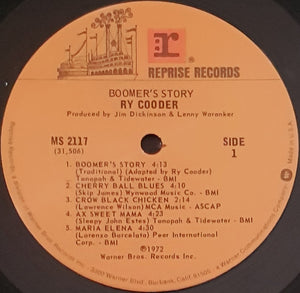 r
REPRISE RECORDS
BOOMER'S STORY
RY COODER
Produced by Jim Dickinson & Lenny Waronker
MS 2117
(31,506)
SIDE
1
1. BOOMER'S STORY 4:13
(Traditional) (Adapted by Ry Cooder)
Tonopah & Tidewater - BMI
2. CHERRY BALL BLUES 4:10
(Skip Jones) Wynwood Music Co. - BMI
3. CROW BLACK CHICKEN 2:14
(Lawrence Wilson) MCA Music - ASCAP
4. AX SWEET MAMA 4:23
(Sleepy John Estes) Tonopah & Tidewater - BMI
5. MARIA ELENA 4:30
(Lorenzo Barcelata) Peer International
Corp. - BMI
©1972
Warner Bros. Records Inc.